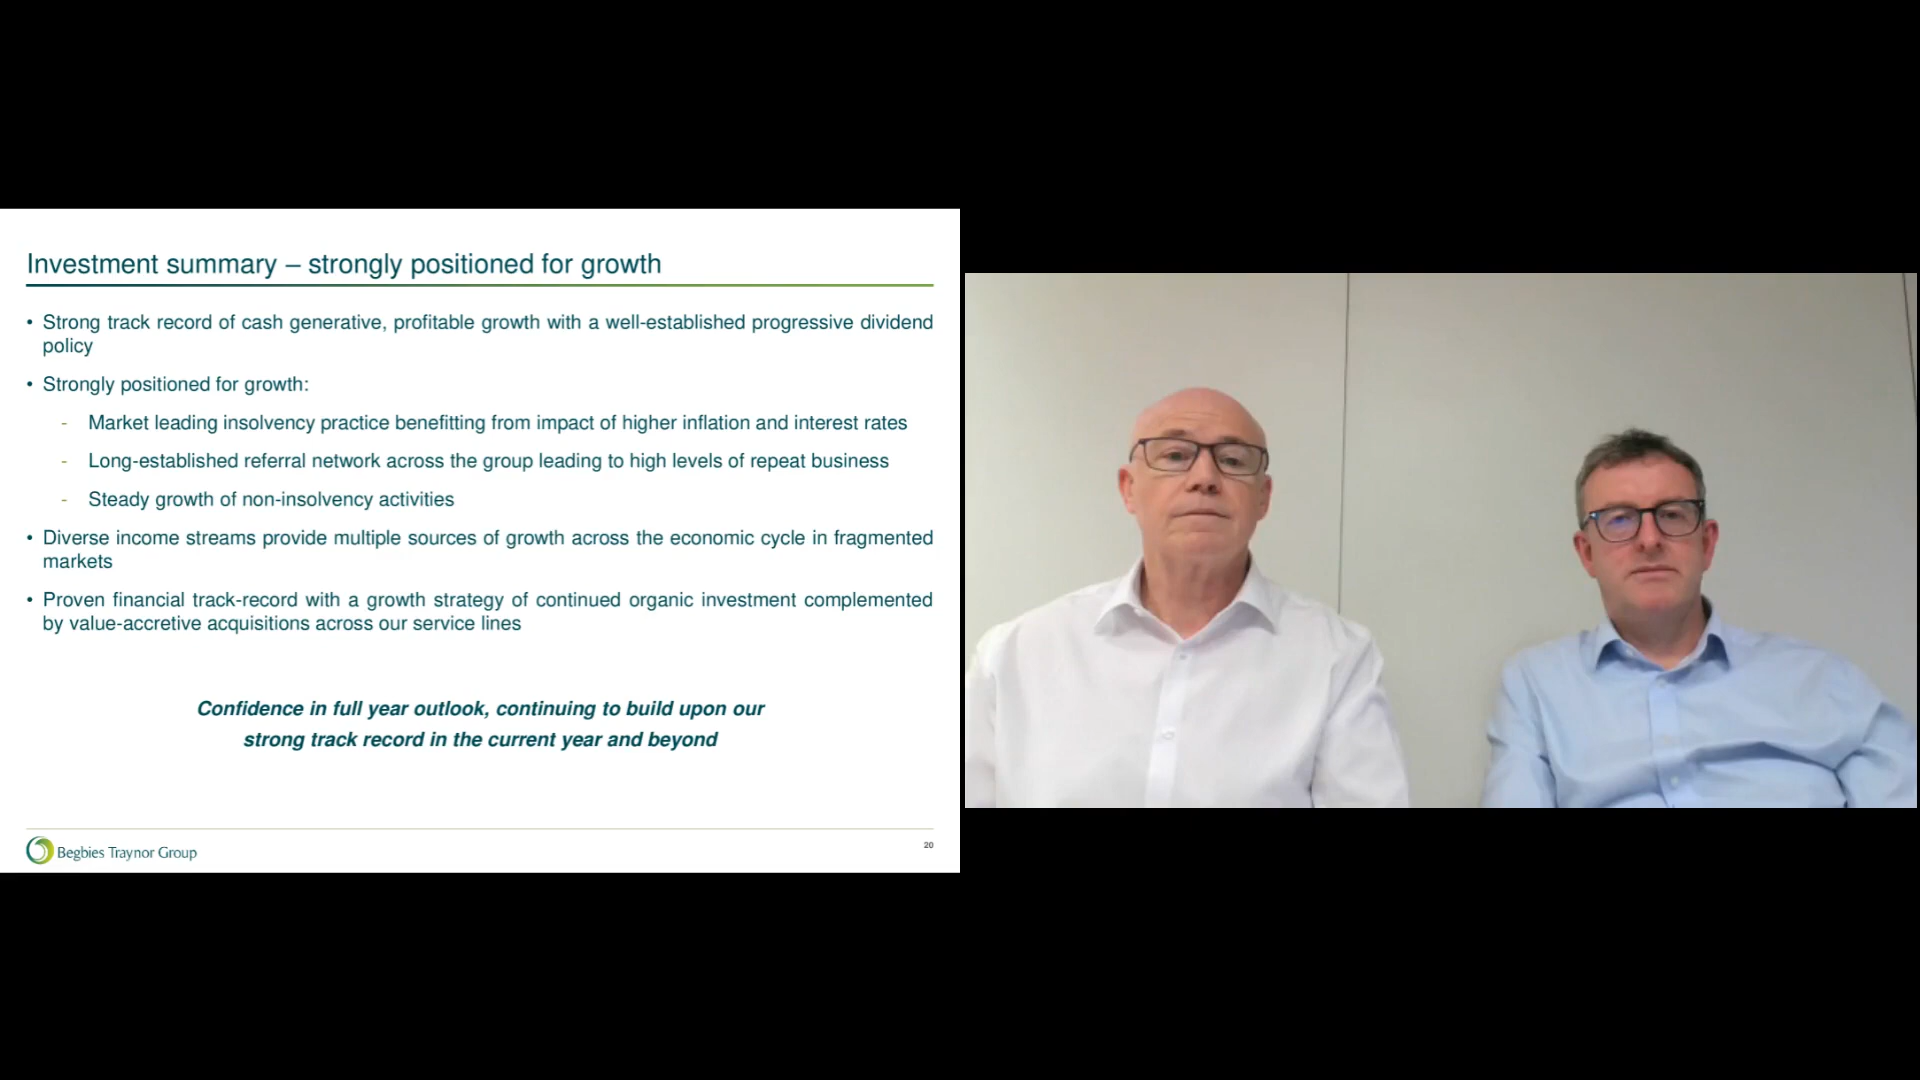 Investment summary – strongly positioned for growth
• Strong track record of cash generative, profitable growth with a well-established progressive dividend
policy
• Strongly positioned for growth:
- Market leading insolvency practice benefitting from impact of higher inflation and interest rates
- Long-established referral network across the group leading to high levels of repeat business
- Steady growth of non-insolvency activities
• Diverse income streams provide multiple sources of growth across the economic cycle in fragmented
markets
• Proven financial track-record with a growth strategy of continued organic investment complemented
by value-accretive acquisitions across our service lines
Confidence in full year outlook, continuing to build upon our
strong track record in the current year and beyond
Begbies Traynor Group
20